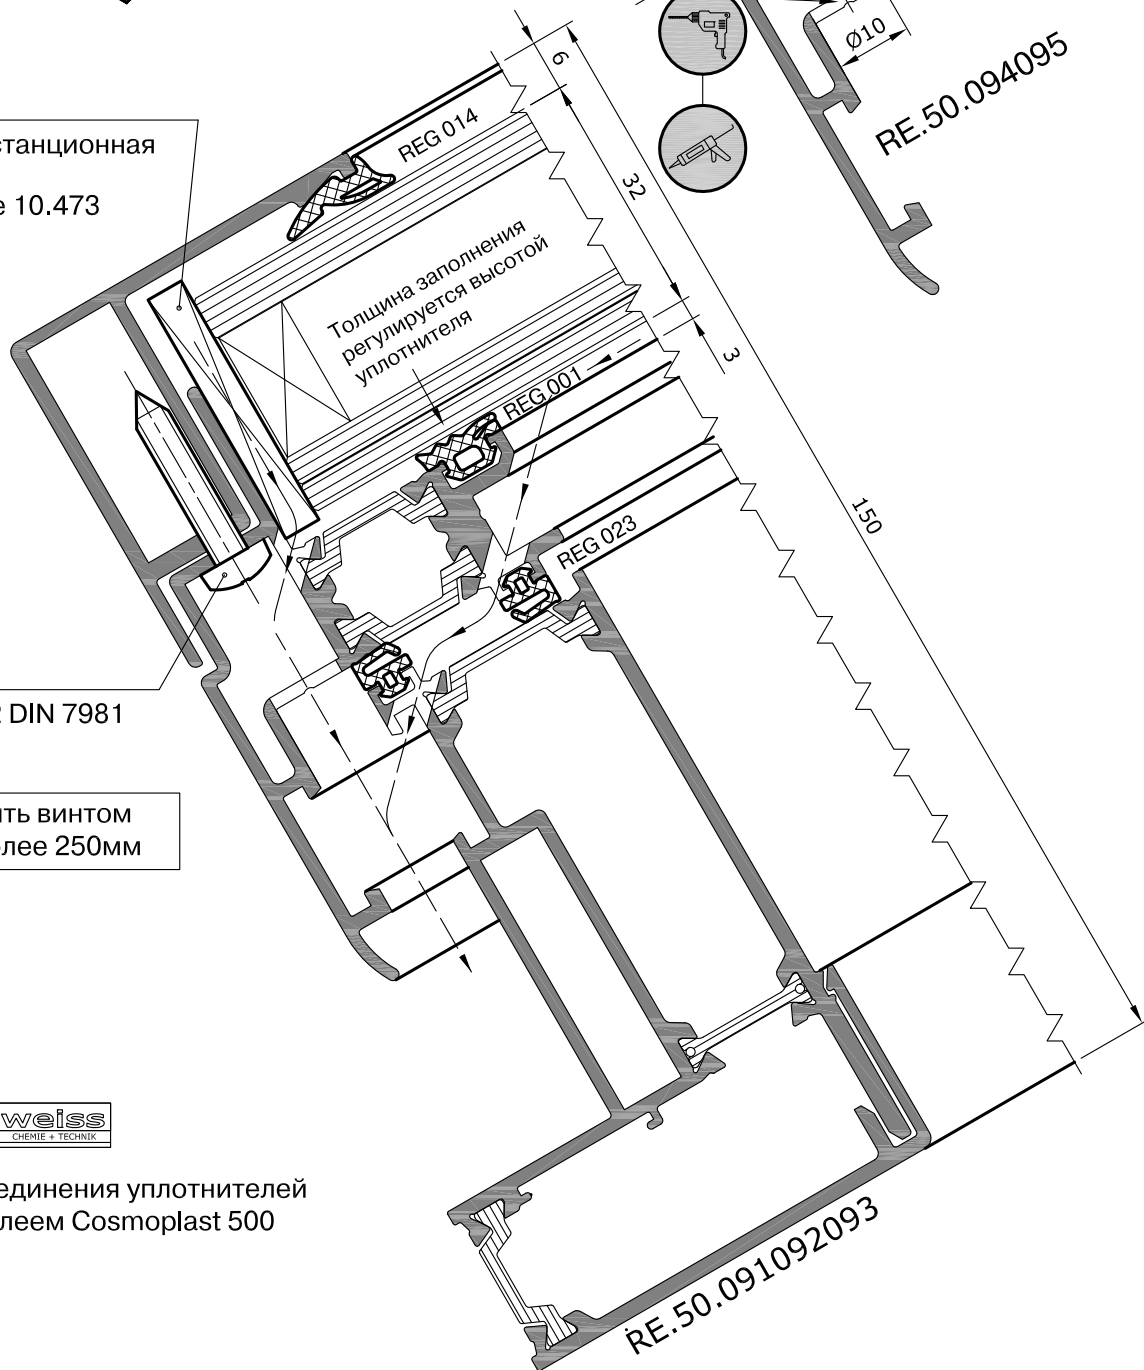 Ø10
RE.50.094095
6
REG 014
станционная
е 10.473
32
Толщина заполнения
регулируется высотой
уплотнителя
3
REG 001
150
REG 023
DIN 7981
ить винтом
олее 250мм
weiss
CHEMIE + TECHNIK
единения уплотнителей
леем Cosmoplast 500
RE.50.091092093